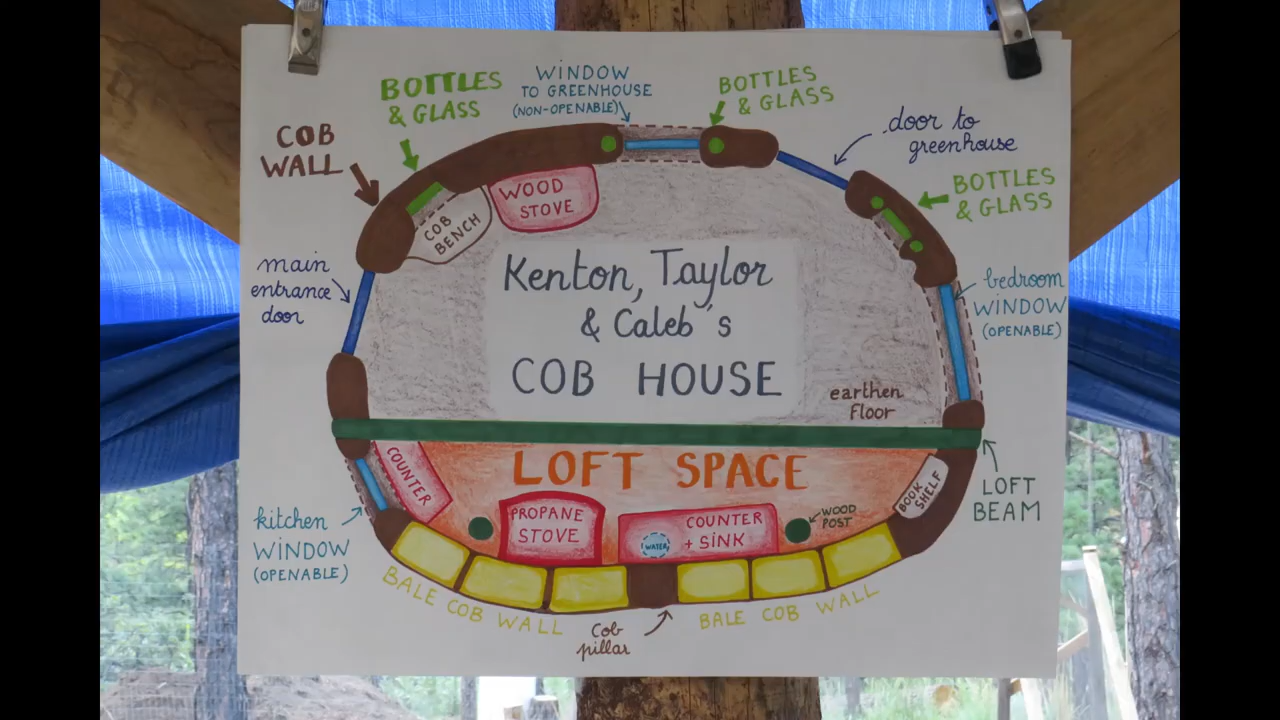 BOTTLES
& GLASS
WINDOW
TO GREENHOUSE
(NON-OPENABLE)
BOTTLES
& GLASS
door to
greenhouse
COB
WALL
BOTTLES
& GLASS
WOOD
STOVE
COB
BENCH
main
entrance
door
Kenton, Taylor
& Caleb's
COB HOUSE
bedroom
WINDOW
(OPENABLE)
earthen
FLOOR
LOFT SPACE
COUNTER
BOOK
SHELF
LOFT
BEAM
kitchen
WINDOW
(OPENABLE)
PROPANE
STOVE
COUNTER
+ SINK
WATER
WOOD
POST
BALE COB WALL
Cob
pillar
BALE COB WALL